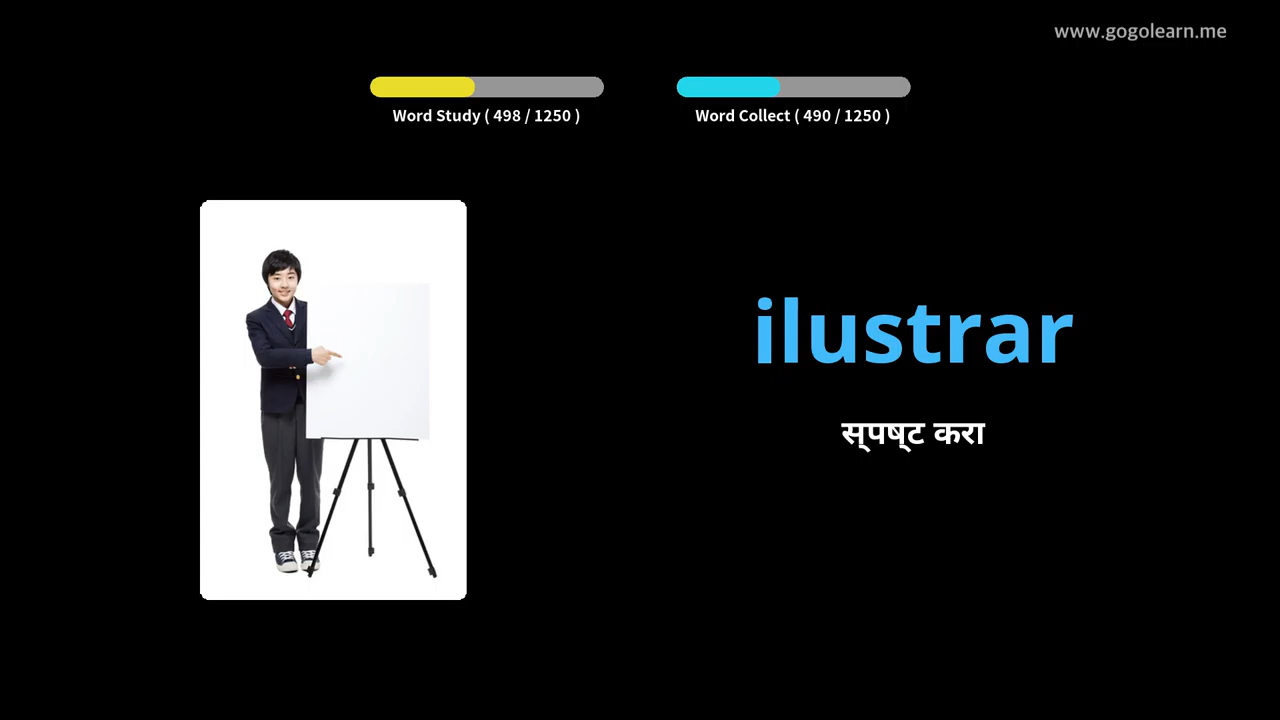 www.gogolearn.me
Word Study ( 498 / 1250 )
Word Collect ( 490 / 1250 )
ilustrar
स्पष्ट करा